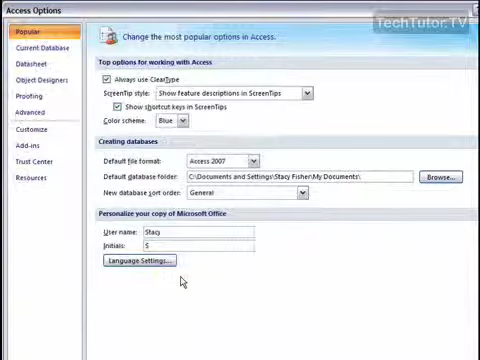 Access Options
TechTutor.TV
Popular
Current Database
Datasheet
Object Designers
Proofing
Advanced
Customize
Add-ins
Trust Center
Resources
Change the most popular options in Access.
Top options for working with Access
Always use ClearType
ScreenTip style: Show feature descriptions in ScreenTips
Show shortcut keys in ScreenTips
Color scheme: Blue
Creating databases
Default file format: Access 2007
Default database folder: C:\Documents and Settings\Stacy Fisher\My Documents\ Browse...
New database sort order: General
Personalize your copy of Microsoft Office
User name: Stacy
Initials: S
Language Settings...